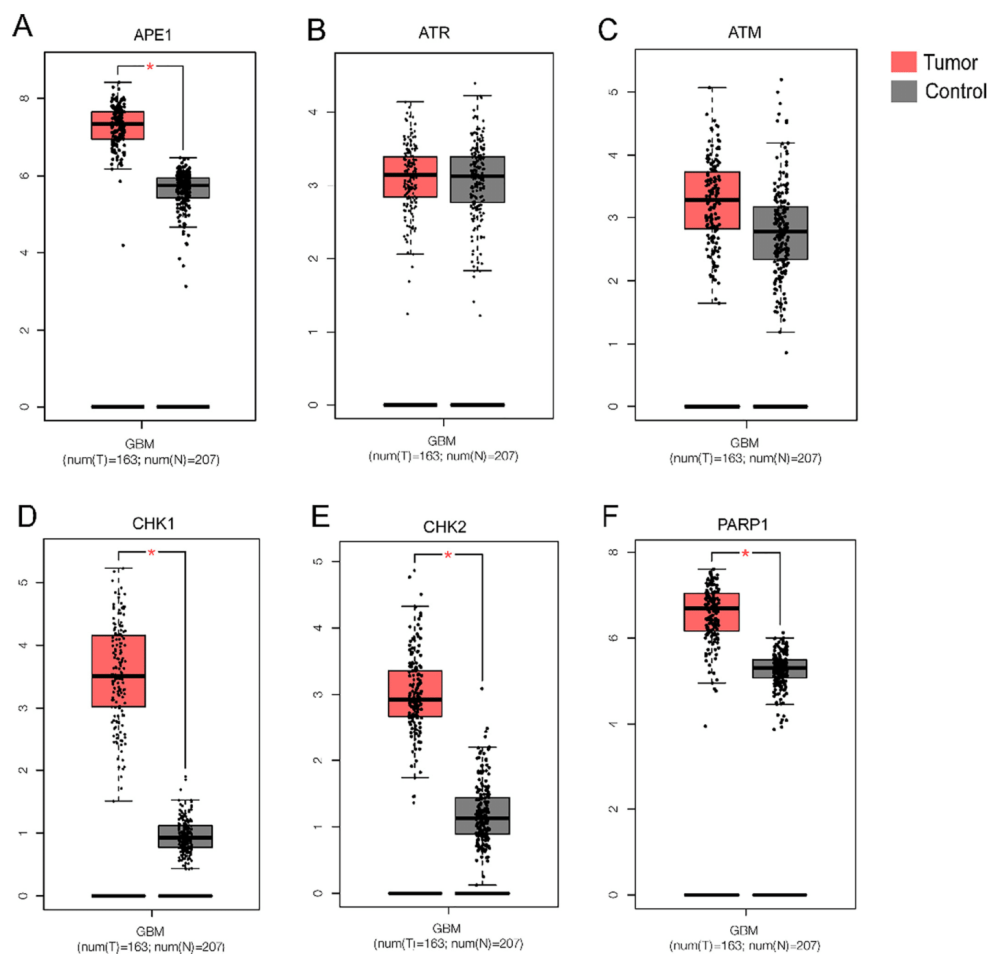 A
APE1
*
8
6
4
2
0
GBM
(num(T)=163; num(N)=207)
B
ATR
4
3
2
1
0
GBM
(num(T)=163; num(N)=207)
C
ATM
5
4
3
2
1
0
GBM
(num(T)=163; num(N)=207)
Tumor
Control
D
CHK1
*
5
4
3
2
1
0
GBM
(num(T)=163; num(N)=207)
E
CHK2
*
5
4
3
2
1
0
GBM
(num(T)=163; num(N)=207)
F
PARP1
*
8
6
4
2
0
GBM
(num(T)=163; num(N)=207)